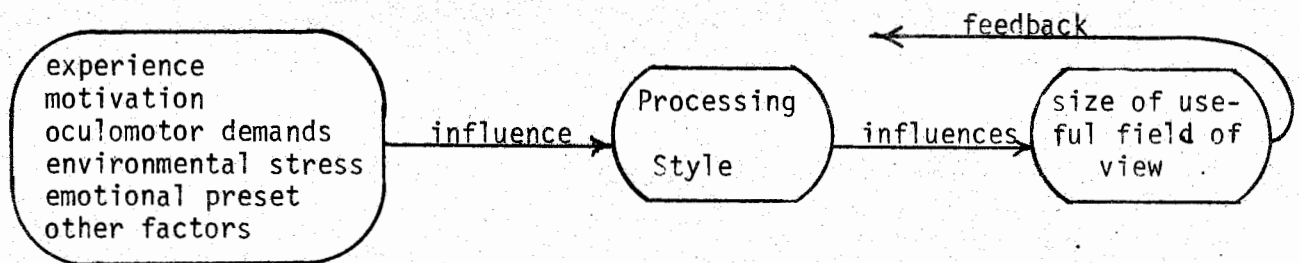 feedback
experience
motivation
oculomotor demands
environmental stress
emotional preset
other factors
influence
Processing
Style
influences
size of use-
ful field of
view